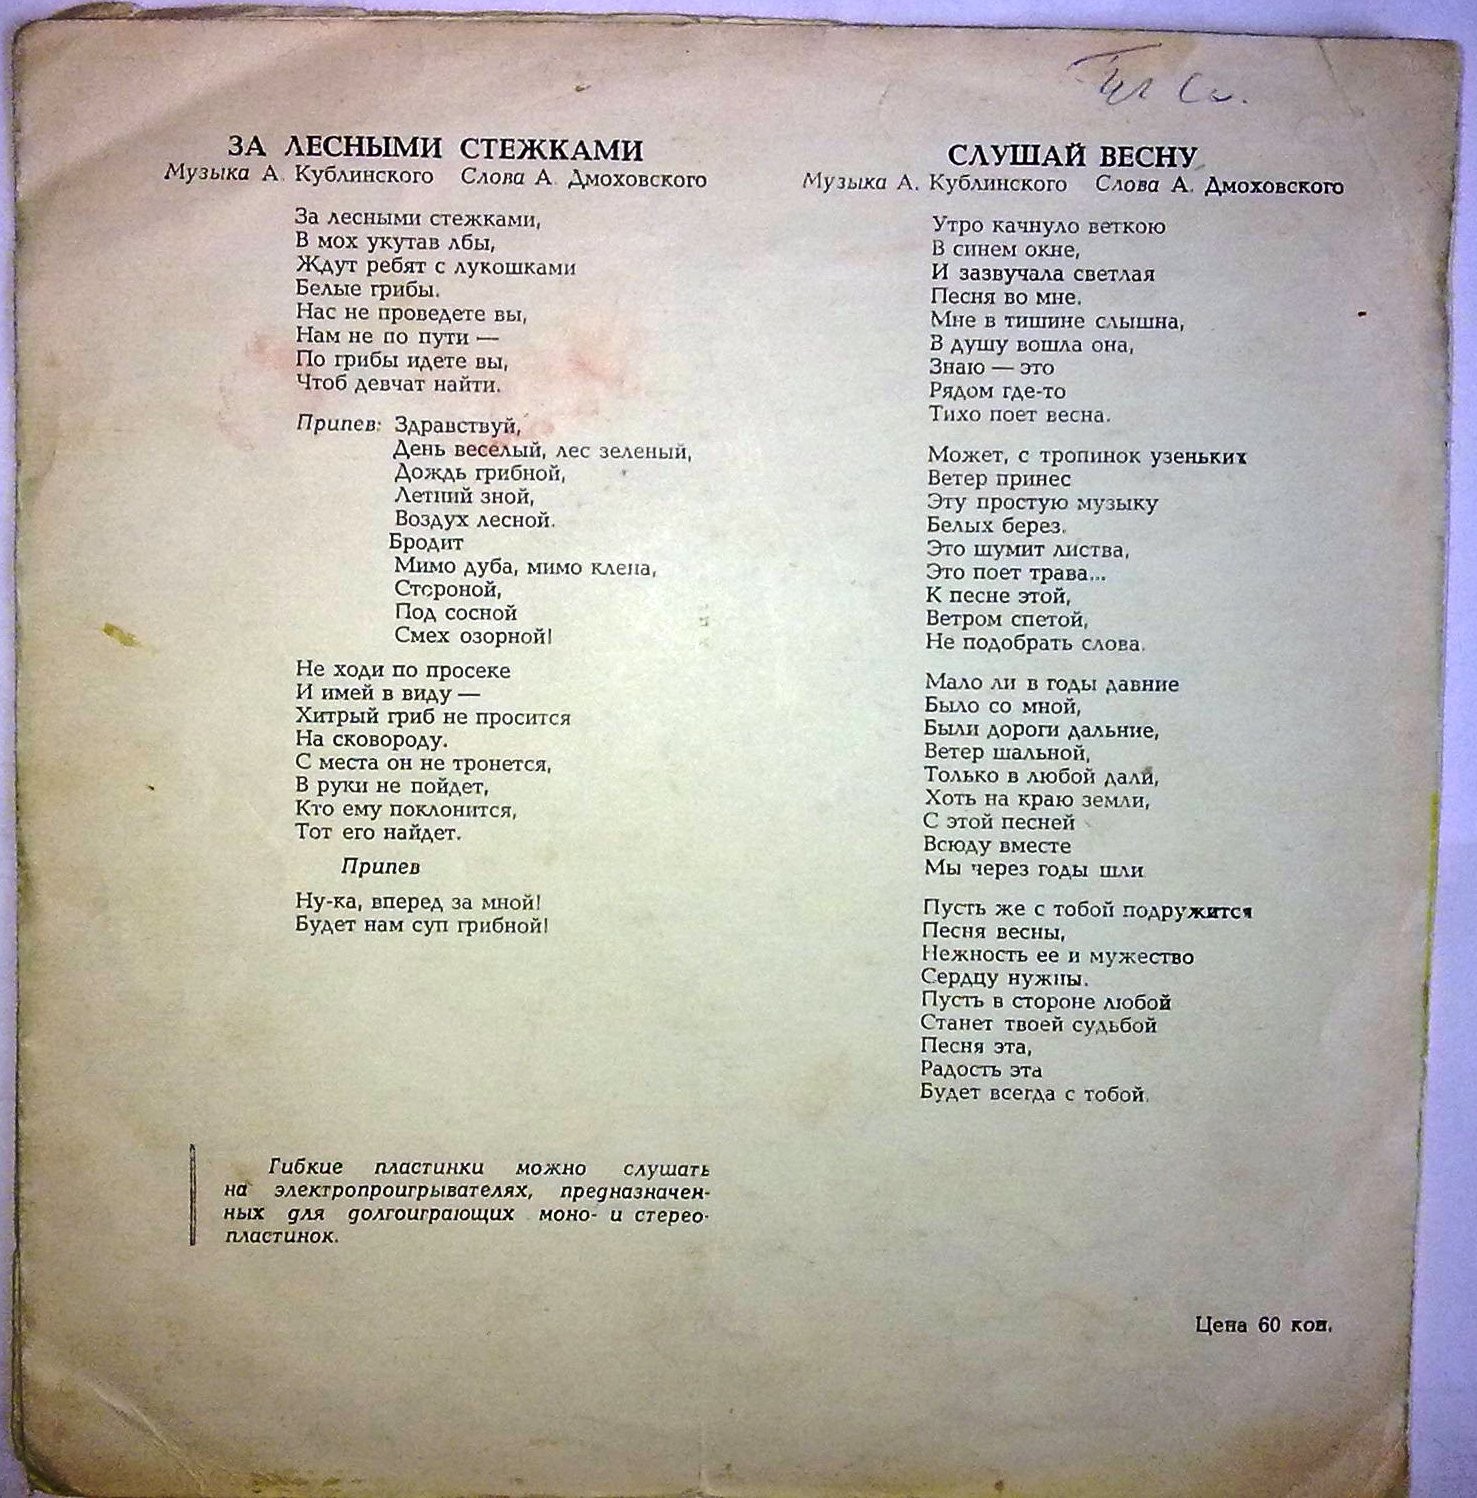 ЗА ЛЕСНЫМИ СТЕЖКАМИ
Музыка А. Кублинского Слова А. Дмоховского
За лесными стежками,
В мох укутав лбы,
Ждут ребят с лукошками
Белые грибы.
Нас не проведете вы,
Нам не по пути —
По грибы идете вы,
Чтоб девчат найти.
Припев: Здравствуй,
День веселый, лес зеленый,
Дождь грибной,
Летний зной,
Воздух лесной.
Бродит
Мимо дуба, мимо клена,
Стороной,
Под сосной
Смех озорной!
Не ходи по просеке
И имей в виду —
Хитрый гриб не просится
На сковороду.
С места он не тронется,
В руки не пойдет,
Кто ему поклонится,
Тот его найдет.
Припев
Ну-ка, вперед за мной!
Будет нам суп грибной!
Гибкие пластинки можно слушать
на электропроигрывателях, предназначен-
ных для долгоиграющих моно- и стерео-
пластинок.
СЛУШАЙ ВЕСНУ
Музыка А. Кублинского Слова А. Дмоховского
Утро качнуло веткою
В синем окне,
И зазвучала светлая
Песня во мне.
Мне в тишине слышна,
В душу вошла она,
Знаю — это
Рядом где-то
Тихо поет весна.
Может, с тропинок узеньких
Ветер принес
Эту простую музыку
Белых берез.
Это шумит листва,
Это поет трава...
К песне этой,
Ветром спетой,
Не подобрать слова.
Мало ли в годы давние
Было со мной,
Были дороги дальние,
Ветер шальной,
Только в любой дали,
Хоть на краю земли,
С этой песней
Всюду вместе
Мы через годы шли
Пусть же с тобой подружится
Песня весны,
Нежность ее и мужество
Сердцу нужны.
Пусть в стороне любой
Станет твоей судьбой
Песня эта,
Радость эта
Будет всегда с тобой.
Цена 60 коп.